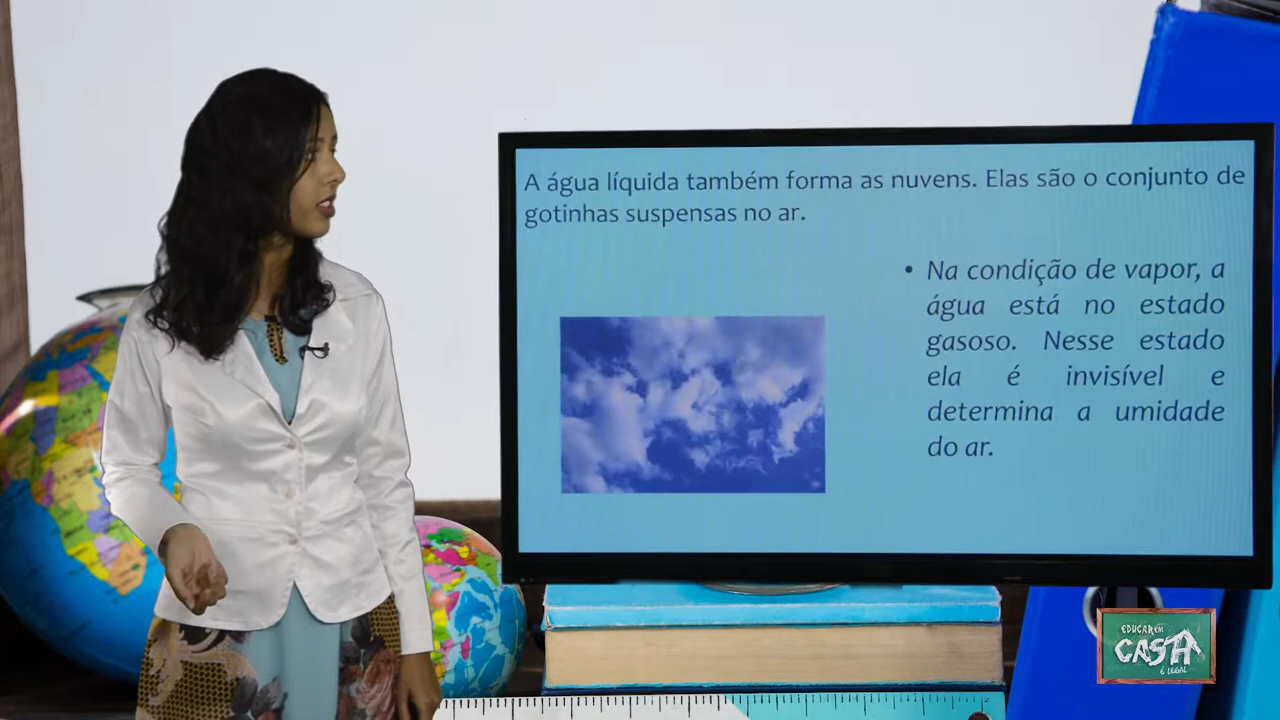 A água líquida também forma as nuvens. Elas são o conjunto de
gotinhas suspensas no ar.
• Na condição de vapor, a
água está no estado
gasoso. Nesse estado
ela é invisível e
determina a umidade
do ar.
EDUCAR EM
CASA
É LEGAL